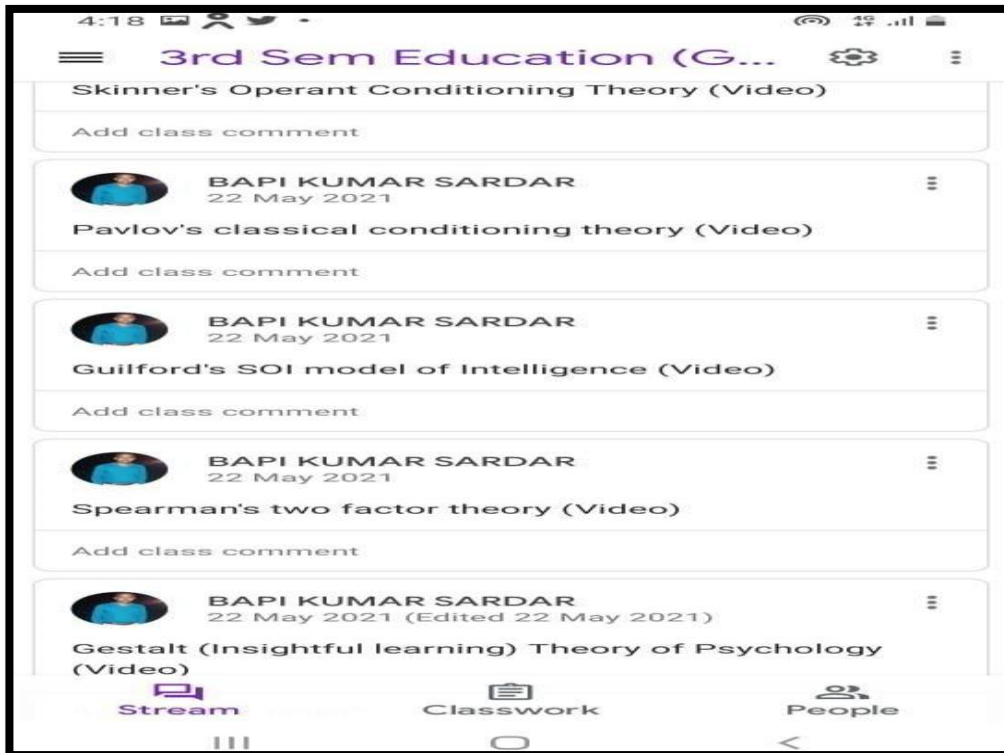 4:18
3rd Sem Education (G...
Skinner's Operant Conditioning Theory (Video)
Add class comment
BAPI KUMAR SARDAR
22 May 2021
Pavlov's classical conditioning theory (Video)
Add class comment
BAPI KUMAR SARDAR
22 May 2021
Guilford's SOI model of Intelligence (Video)
Add class comment
BAPI KUMAR SARDAR
22 May 2021
Spearman's two factor theory (Video)
Add class comment
BAPI KUMAR SARDAR
22 May 2021 (Edited 22 May 2021)
Gestalt (Insightful learning) Theory of Psychology
(Video)
Stream Classwork People